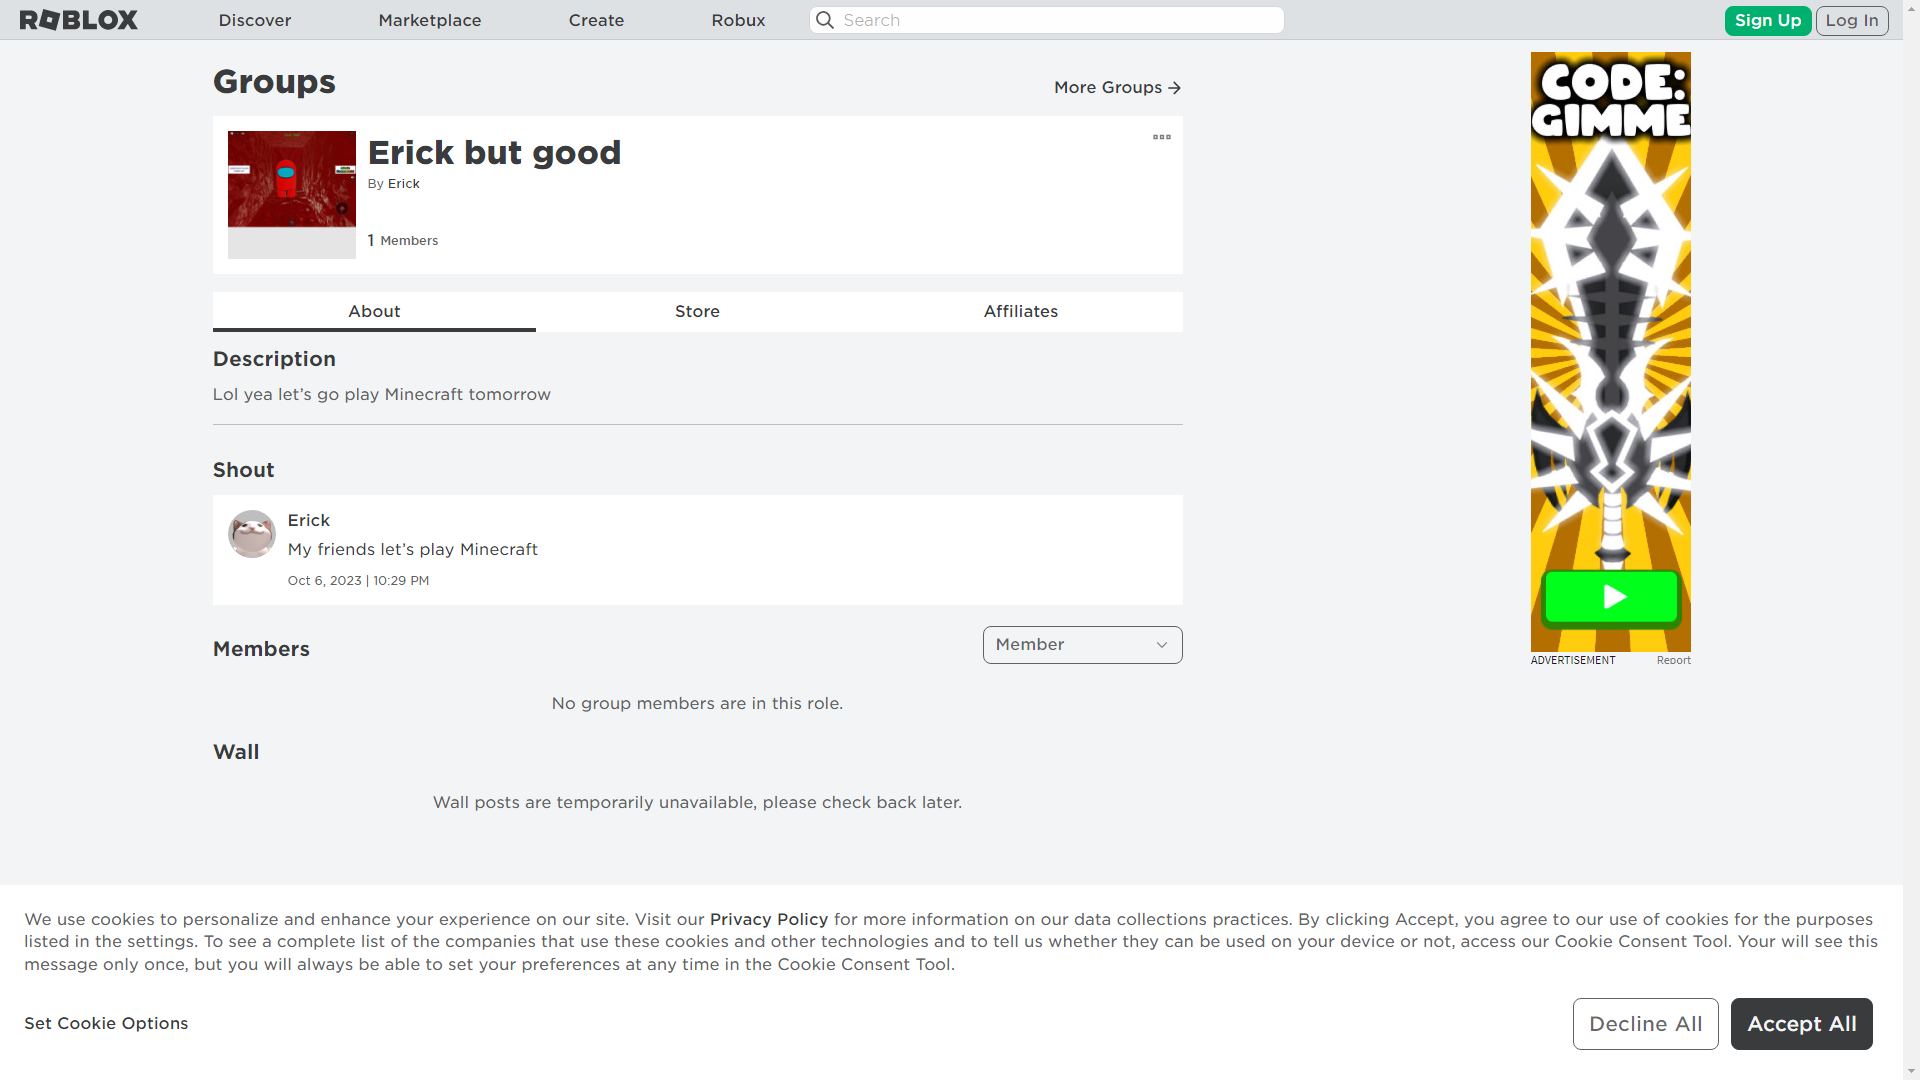 ROBLOX
Discover
Marketplace
Create
Robux
Search
Sign Up
Log In
Groups
More Groups
Erick but good
By Erick
1 Members
About
Store
Affiliates
Description
Lol yea let’s go play Minecraft tomorrow
Shout
Erick
My friends let’s play Minecraft
Oct 6, 2023 | 10:29 PM
Members
Member
No group members are in this role.
Wall
Wall posts are temporarily unavailable, please check back later.
CODE:
GIMME
ADVERTISEMENT
Report
We use cookies to personalize and enhance your experience on our site. Visit our Privacy Policy for more information on our data collections practices. By clicking Accept, you agree to our use of cookies for the purposes
listed in the settings. To see a complete list of the companies that use these cookies and other technologies and to tell us whether they can be used on your device or not, access our Cookie Consent Tool. Your will see this
message only once, but you will always be able to set your preferences at any time in the Cookie Consent Tool.
Set Cookie Options
Decline All
Accept All